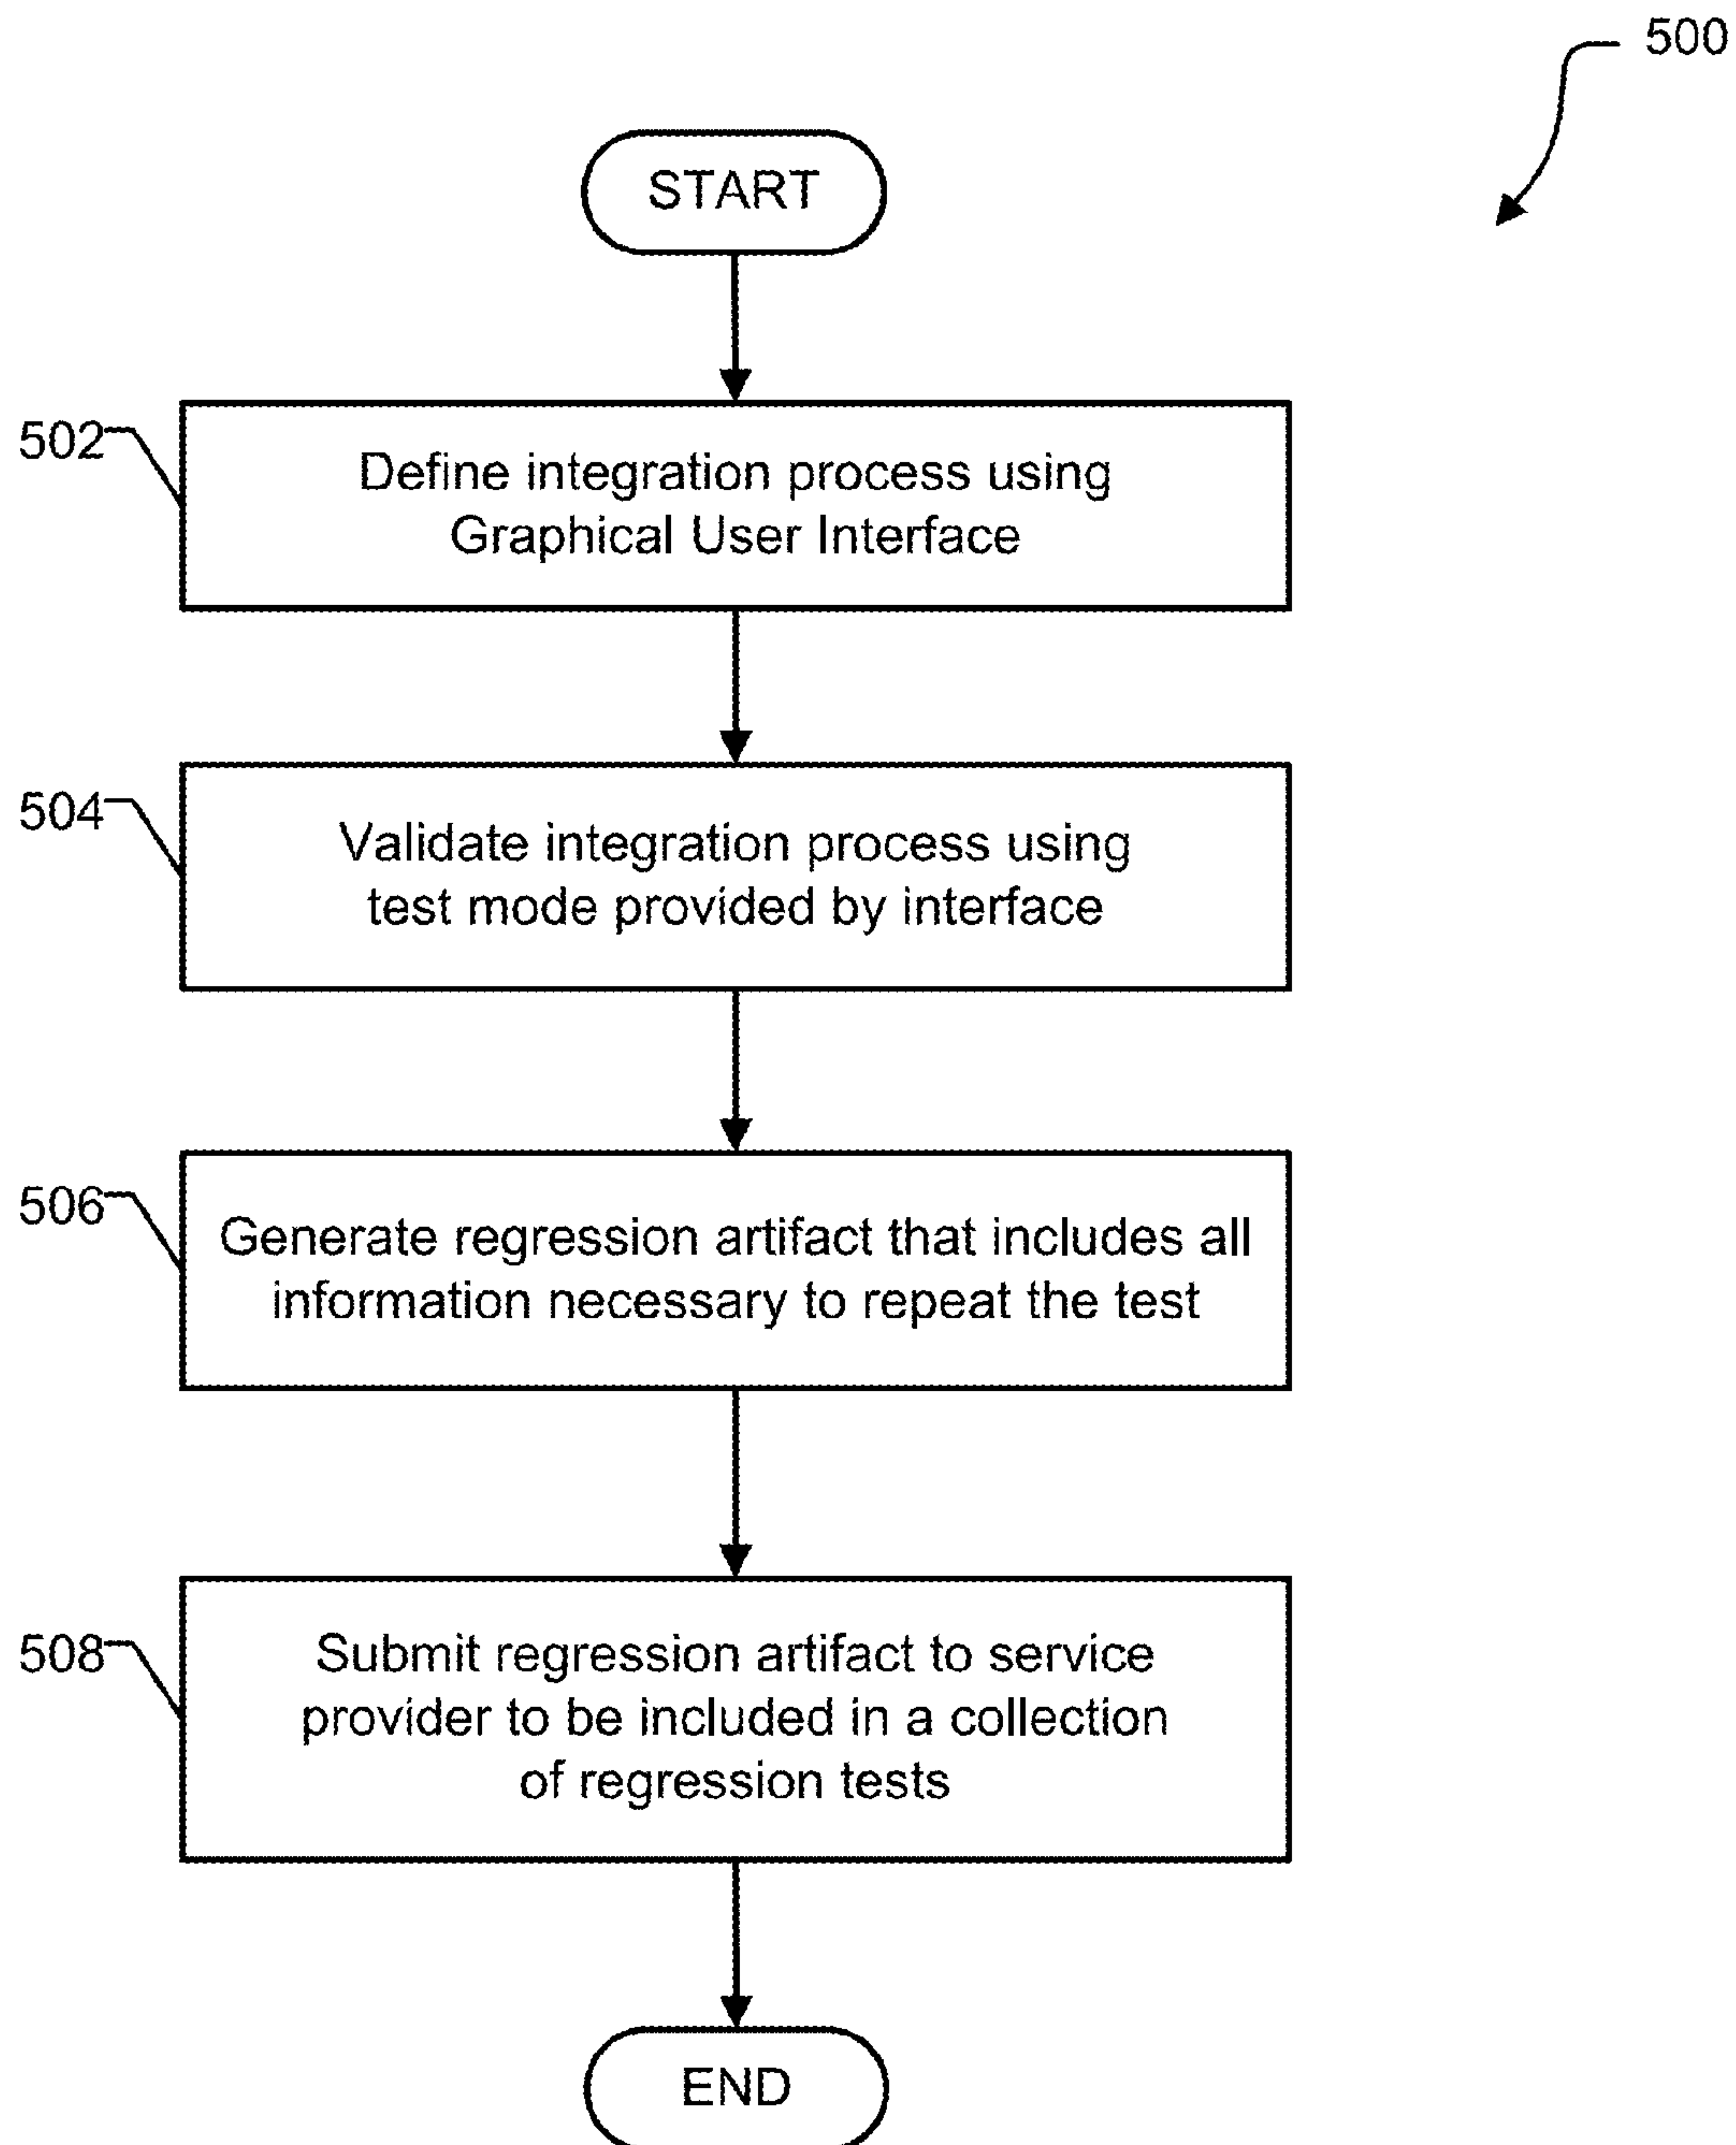 500
START
502
Define integration process using
Graphical User Interface
504
Validate integration process using
test mode provided by interface
506
Generate regression artifact that includes all
information necessary to repeat the test
508
Submit regression artifact to service
provider to be included in a collection
of regression tests
END